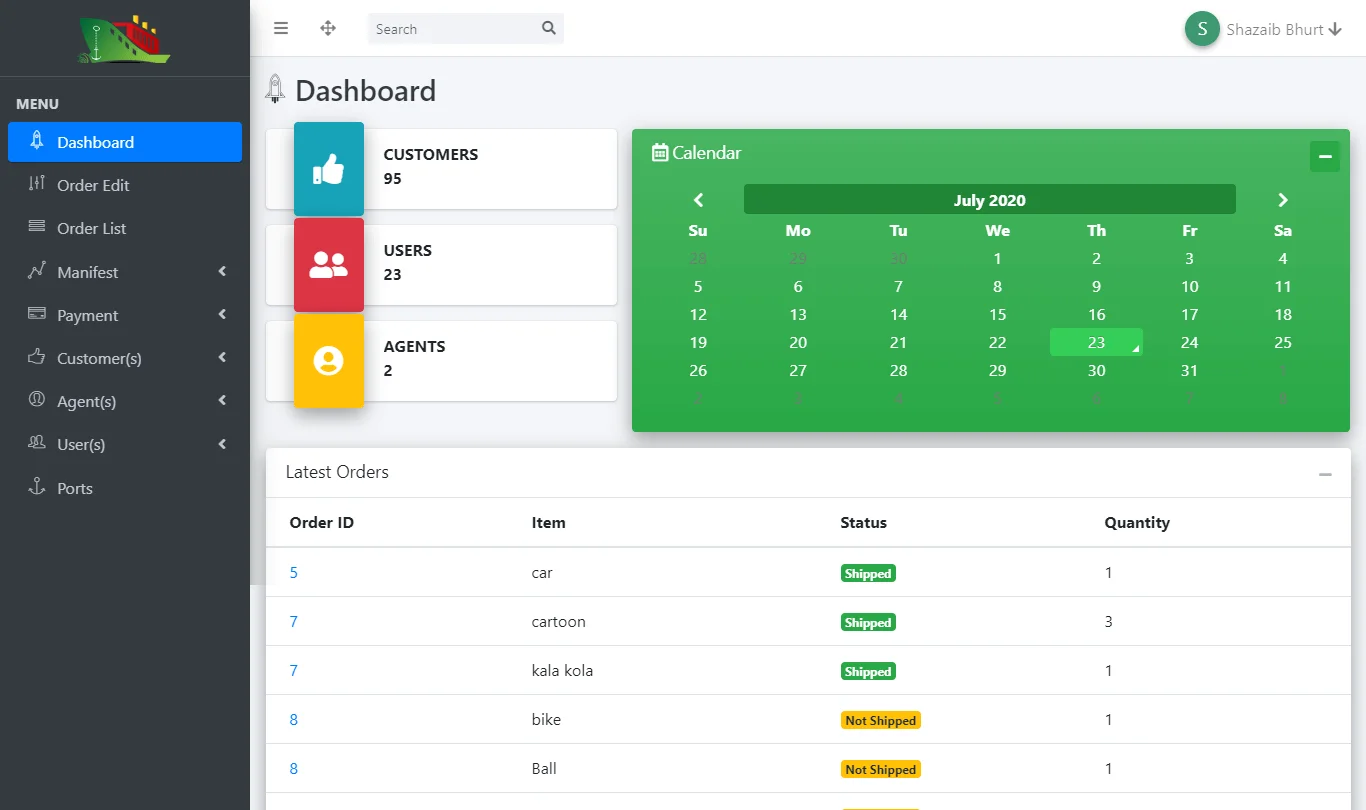 Search
S Shazaib Bhurt
MENU
Dashboard
Order Edit
Order List
Manifest
Payment
Customer(s)
Agent(s)
User(s)
Ports
Dashboard
CUSTOMERS
95
USERS
23
AGENTS
2
Calendar
July 2020
Su Mo Tu We Th Fr Sa
28 29 30 1 2 3 4
5 6 7 8 9 10 11
12 13 14 15 16 17 18
19 20 21 22 23 24 25
26 27 28 29 30 31 1
2 3 4 5 6 7 8
Latest Orders
Order ID Item Status Quantity
5 car Shipped 1
7 cartoon Shipped 3
7 kala kola Shipped 1
8 bike Not Shipped 1
8 Ball Not Shipped 1